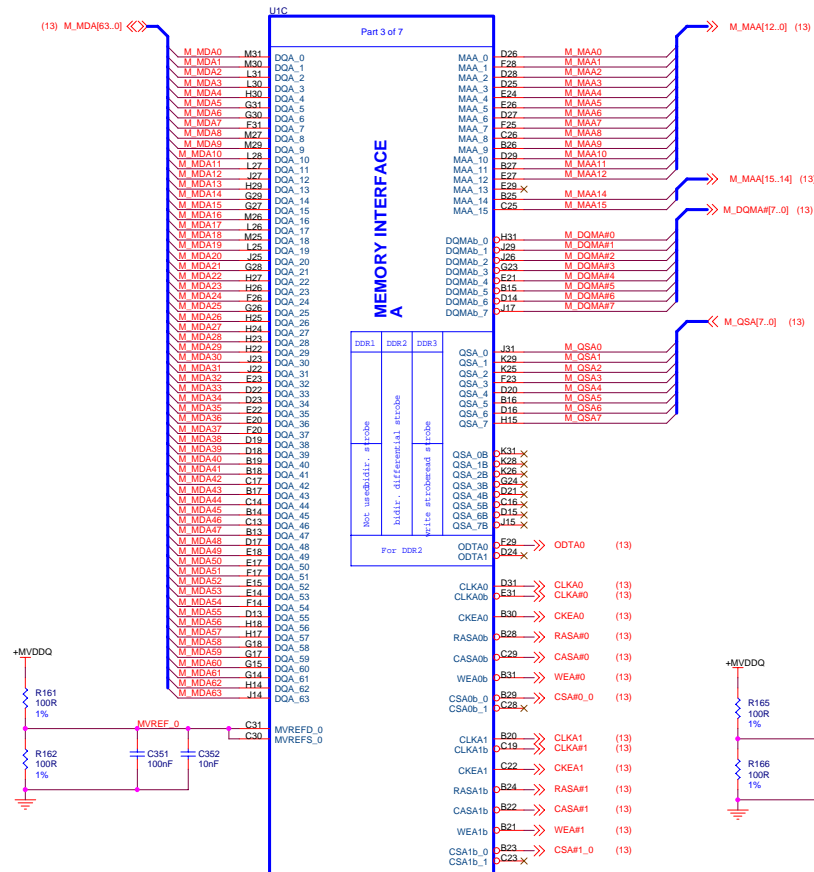 U1C
Part 3 of 7
(13) M_MDA[63..0]
M_MDA0 M31 DQA_0
M_MDA1 M30 DQA_1
M_MDA2 L31 DQA_2
M_MDA3 L30 DQA_3
M_MDA4 H30 DQA_4
M_MDA5 G31 DQA_5
M_MDA6 G30 DQA_6
M_MDA7 F31 DQA_7
M_MDA8 M27 DQA_8
M_MDA9 M29 DQA_9
M_MDA10 L28 DQA_10
M_MDA11 L27 DQA_11
M_MDA12 J27 DQA_12
M_MDA13 H29 DQA_13
M_MDA14 G29 DQA_14
M_MDA15 G27 DQA_15
M_MDA16 M26 DQA_16
M_MDA17 L26 DQA_17
M_MDA18 M25 DQA_18
M_MDA19 L25 DQA_19
M_MDA20 J25 DQA_20
M_MDA21 G28 DQA_21
M_MDA22 H27 DQA_22
M_MDA23 H26 DQA_23
M_MDA24 F26 DQA_24
M_MDA25 G26 DQA_25
M_MDA26 H25 DQA_26
M_MDA27 H24 DQA_27
M_MDA28 H23 DQA_28
M_MDA29 H22 DQA_29
M_MDA30 J23 DQA_30
M_MDA31 J22 DQA_31
M_MDA32 E23 DQA_32
M_MDA33 D22 DQA_33
M_MDA34 D23 DQA_34
M_MDA35 E22 DQA_35
M_MDA36 E20 DQA_36
M_MDA37 F20 DQA_37
M_MDA38 D19 DQA_38
M_MDA39 D18 DQA_39
M_MDA40 B19 DQA_40
M_MDA41 B18 DQA_41
M_MDA42 C17 DQA_42
M_MDA43 B17 DQA_43
M_MDA44 C14 DQA_44
M_MDA45 B14 DQA_45
M_MDA46 C13 DQA_46
M_MDA47 B13 DQA_47
M_MDA48 D17 DQA_48
M_MDA49 E18 DQA_49
M_MDA50 E17 DQA_50
M_MDA51 F17 DQA_51
M_MDA52 E15 DQA_52
M_MDA53 E14 DQA_53
M_MDA54 F14 DQA_54
M_MDA55 D13 DQA_55
M_MDA56 H18 DQA_56
M_MDA57 H17 DQA_57
M_MDA58 G18 DQA_58
M_MDA59 G17 DQA_59
M_MDA60 G15 DQA_60
M_MDA61 G14 DQA_61
M_MDA62 H14 DQA_62
M_MDA63 J14 DQA_63
MVREF_0 C31 MVREFD_0
C30 MVREFS_0
+MVDDQ
R161
100R
1%
R162
100R
1%
C351
100nF
C352
10nF
MEMORY INTERFACE
A
DDR1 DDR2 DDR3
Not used bidir. strobe
bidir. differential strobe
write strobe read strobe
For DDR2
MAA_0 D26 M_MAA0
MAA_1 F28 M_MAA1
MAA_2 D28 M_MAA2
MAA_3 D25 M_MAA3
MAA_4 E24 M_MAA4
MAA_5 E26 M_MAA5
MAA_6 D27 M_MAA6
MAA_7 F25 M_MAA7
MAA_8 C26 M_MAA8
MAA_9 B26 M_MAA9
MAA_10 D29 M_MAA10
MAA_11 B27 M_MAA11
MAA_12 E27 M_MAA12
MAA_13 E29
MAA_14 B25 M_MAA14
MAA_15 C25 M_MAA15
M_MAA[12..0] (13)
M_MAA[15..14] (13)
M_DQMA#[7..0] (13)
DQMAb_0 H31 M_DQMA#0
DQMAb_1 J29 M_DQMA#1
DQMAb_2 J26 M_DQMA#2
DQMAb_3 G23 M_DQMA#3
DQMAb_4 E21 M_DQMA#4
DQMAb_5 B15 M_DQMA#5
DQMAb_6 D14 M_DQMA#6
DQMAb_7 J17 M_DQMA#7
M_QSA[7..0] (13)
QSA_0 J31 M_QSA0
QSA_1 K29 M_QSA1
QSA_2 K25 M_QSA2
QSA_3 F23 M_QSA3
QSA_4 D20 M_QSA4
QSA_5 B16 M_QSA5
QSA_6 D16 M_QSA6
QSA_7 H15 M_QSA7
QSA_0B K31
QSA_1B K28
QSA_2B K26
QSA_3B G24
QSA_4B D21
QSA_5B C16
QSA_6B D15
QSA_7B J15
ODTA0 F29 ODTA0 (13)
ODTA1 D24
CLKA0 D31 CLKA0 (13)
CLKA0b E31 CLKA#0 (13)
CKEA0 B30 CKEA0 (13)
RASA0b B28 RASA#0 (13)
CASA0b C29 CASA#0 (13)
WEA0b B31 WEA#0 (13)
CSA0b_0 B29 CSA#0_0 (13)
CSA0b_1 C28
CLKA1 B20 CLKA1 (13)
CLKA1b C19 CLKA#1 (13)
CKEA1 C22 CKEA1 (13)
RASA1b B24 RASA#1 (13)
CASA1b B22 CASA#1 (13)
WEA1b B21 WEA#1 (13)
CSA1b_0 B23 CSA#1_0 (13)
CSA1b_1 C23
+MVDDQ
R165
100R
1%
R166
100R
1%